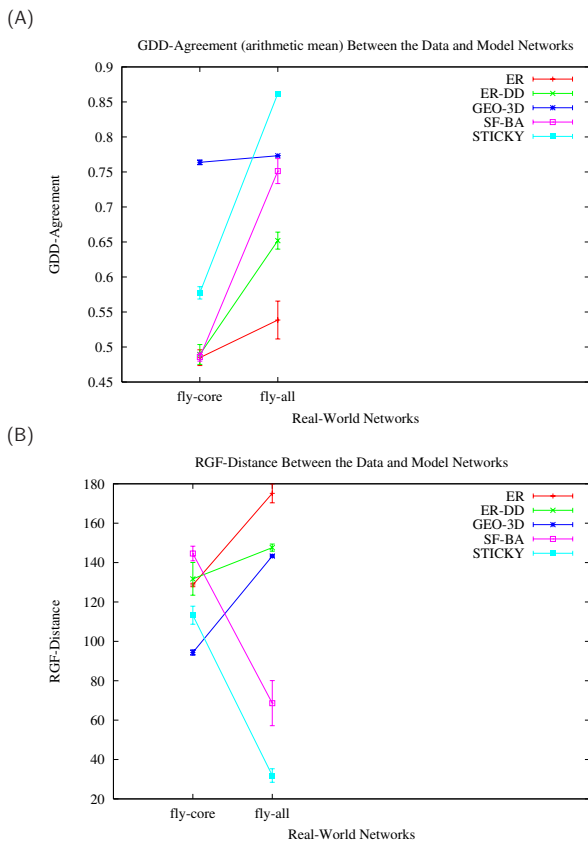 (A)
GDD-Agreement (arithmetic mean) Between the Data and Model Networks
0.9
0.85
0.8
0.75
0.7
0.65
0.6
0.55
0.5
0.45
GDD-Agreement
ER
ER-DD
GEO-3D
SF-BA
STICKY
fly-core fly-all
Real-World Networks
(B)
RGF-Distance Between the Data and Model Networks
180
160
140
120
100
80
60
40
20
RGF-Distance
ER
ER-DD
GEO-3D
SF-BA
STICKY
fly-core fly-all
Real-World Networks